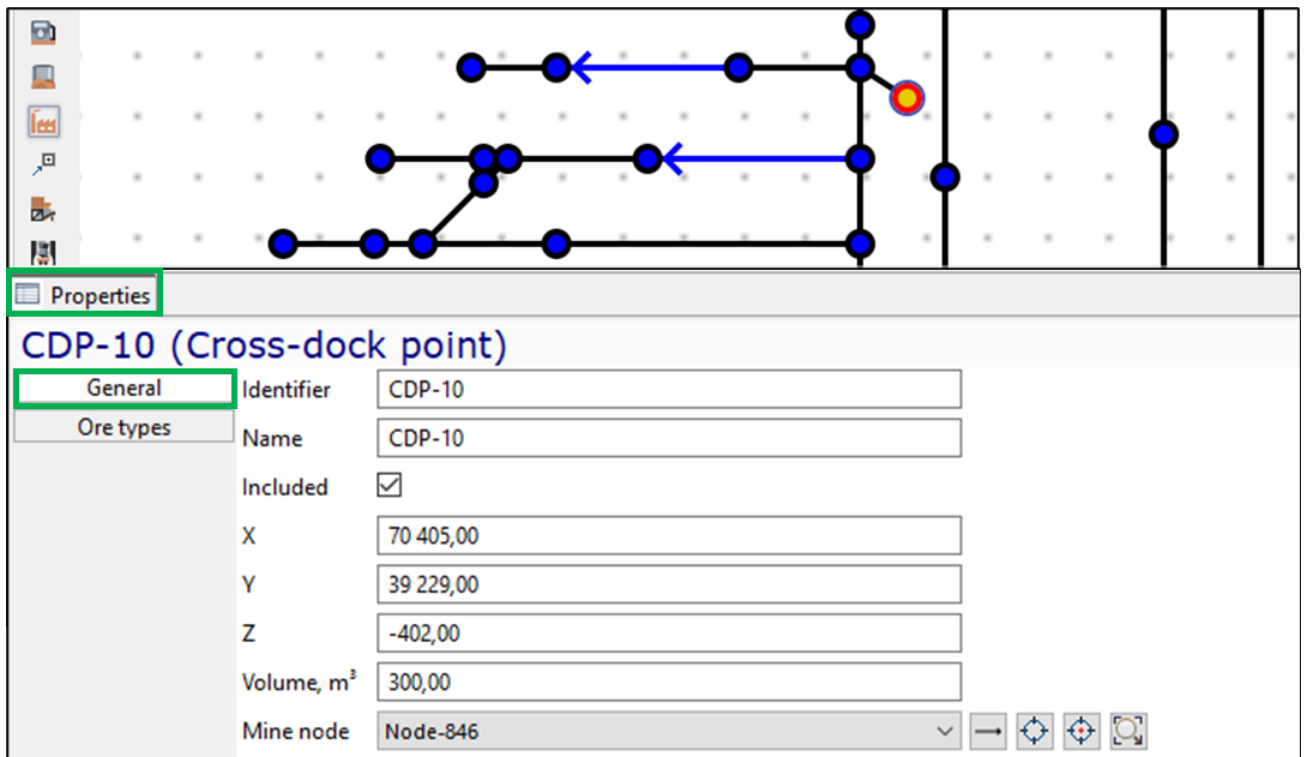 Properties
CDP-10 (Cross-dock point)
General
Ore types
Identifier CDP-10
Name CDP-10
Included
X 70 405,00
Y 39 229,00
Z -402,00
Volume, m³ 300,00
Mine node Node-846